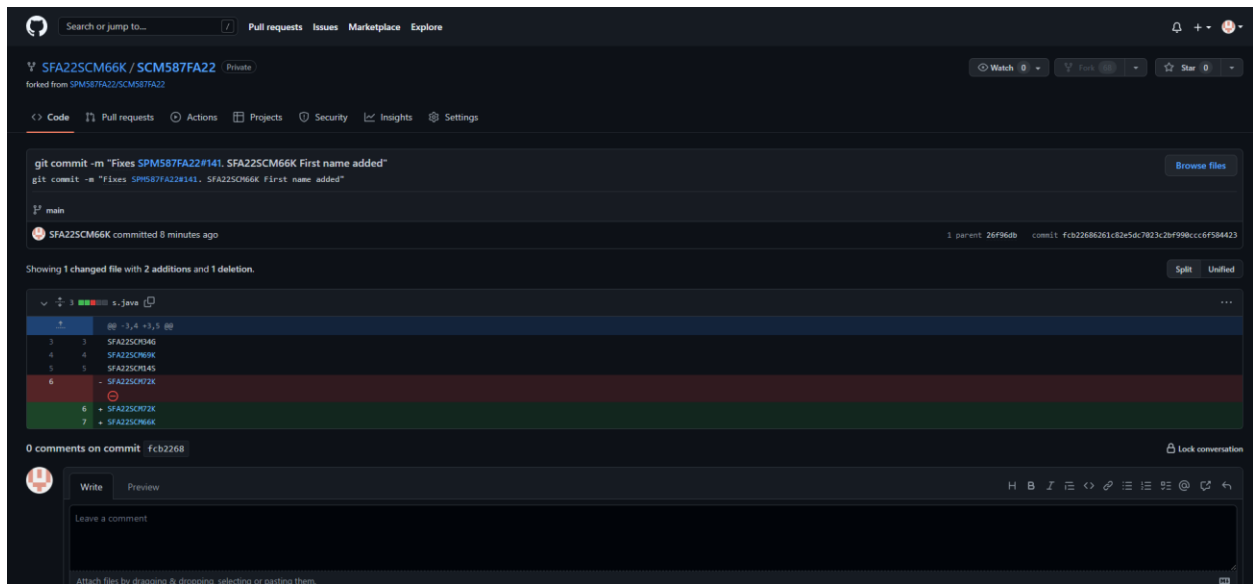 Search or jump to... /
Pull requests Issues Marketplace Explore
SFA22SCM66K / SCM587FA22 Private
Watch 0 Fork Star 0
forked from SPM587FA22/SCM587FA22
Code Pull requests Actions Projects Security Insights Settings
git commit -m "Fixes SPM587FA22#141. SFA22SCM66K First name added"
Browse files
git commit -m "Fixes SPM587FA22#141. SFA22SCM66K First name added"
main
SFA22SCM66K committed 8 minutes ago
1 parent 26f96db commit fcb22686261c82e5dc7023c2bf990ccc6f584423
Showing 1 changed file with 2 additions and 1 deletion.
Split Unified
3 s.java
@@ -3,4 +3,5 @@
3 3 SFA22SCM34G
4 4 SFA22SCM69K
5 5 SFA22SCM14S
6 - SFA22SCM72K
6 + SFA22SCM72K
7 + SFA22SCM66K
0 comments on commit fcb2268
Lock conversation
Write Preview
Leave a comment
Attach files by dragging & dropping, selecting or pasting them.